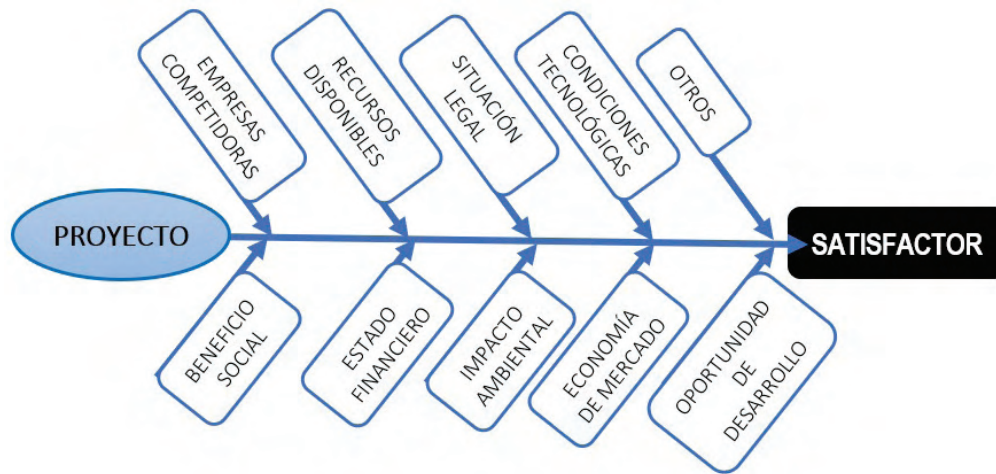 EMPRESAS
COMPETIDORAS
RECURSOS
DISPONIBLES
SITUACIÓN
LEGAL
CONDICIONES
TECNOLÓGICAS
OTROS
PROYECTO
SATISFACTOR
BENEFICIO
SOCIAL
ESTADO
FINANCIERO
IMPACTO
AMBIENTAL
ECONOMÍA
DE MERCADO
OPORTUNIDAD
DE
DESARROLLO